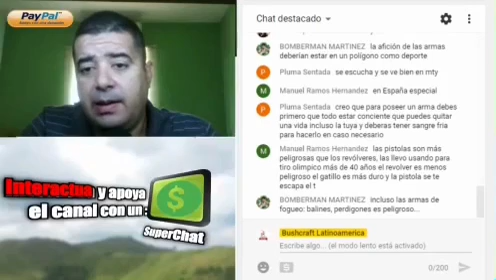 PayPal
Chat destacado
BOMBERMAN MARTINEZ la afición de las armas
deberían estar en un polígono como deporte
Pluma Sentada se escucha y se ve bien en mty
Manuel Ramos Hernandez en España especial
Pluma Sentada creo que para poseer un arma debes
primero que todo estar conciente que puedes quitar
una vida incluso la tuya y deberas tener sangre fria
para hacerlo en caso necesario
Manuel Ramos Hernandez las pistolas son más
peligrosas que los revólveres, las llevo usando para
tiro olimpico más de 40 años el revolver es menos
peligroso el gatillo es más duro y la pistola se te
escapa el t
BOMBERMAN MARTINEZ incluso las armas de
fogueo: balines, perdigones es peligroso...
Bushcraft Latinoamerica
Escribe algo... (el modo lento está activado)
0/200
Interactua y apoya
el canal con un:
$
SuperChat